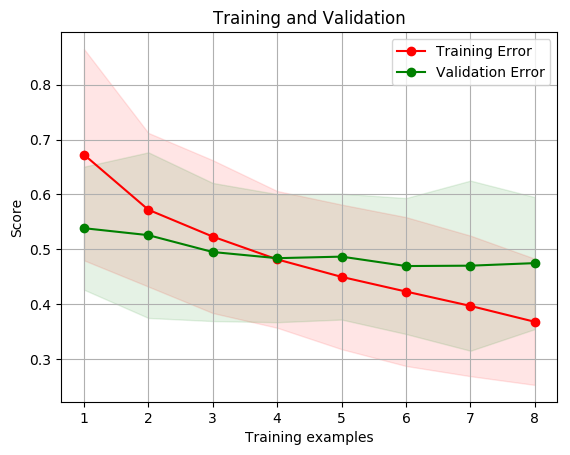 Training and Validation
Training Error
Validation Error
Score
0.8
0.7
0.6
0.5
0.4
0.3
1 2 3 4 5 6 7 8
Training examples